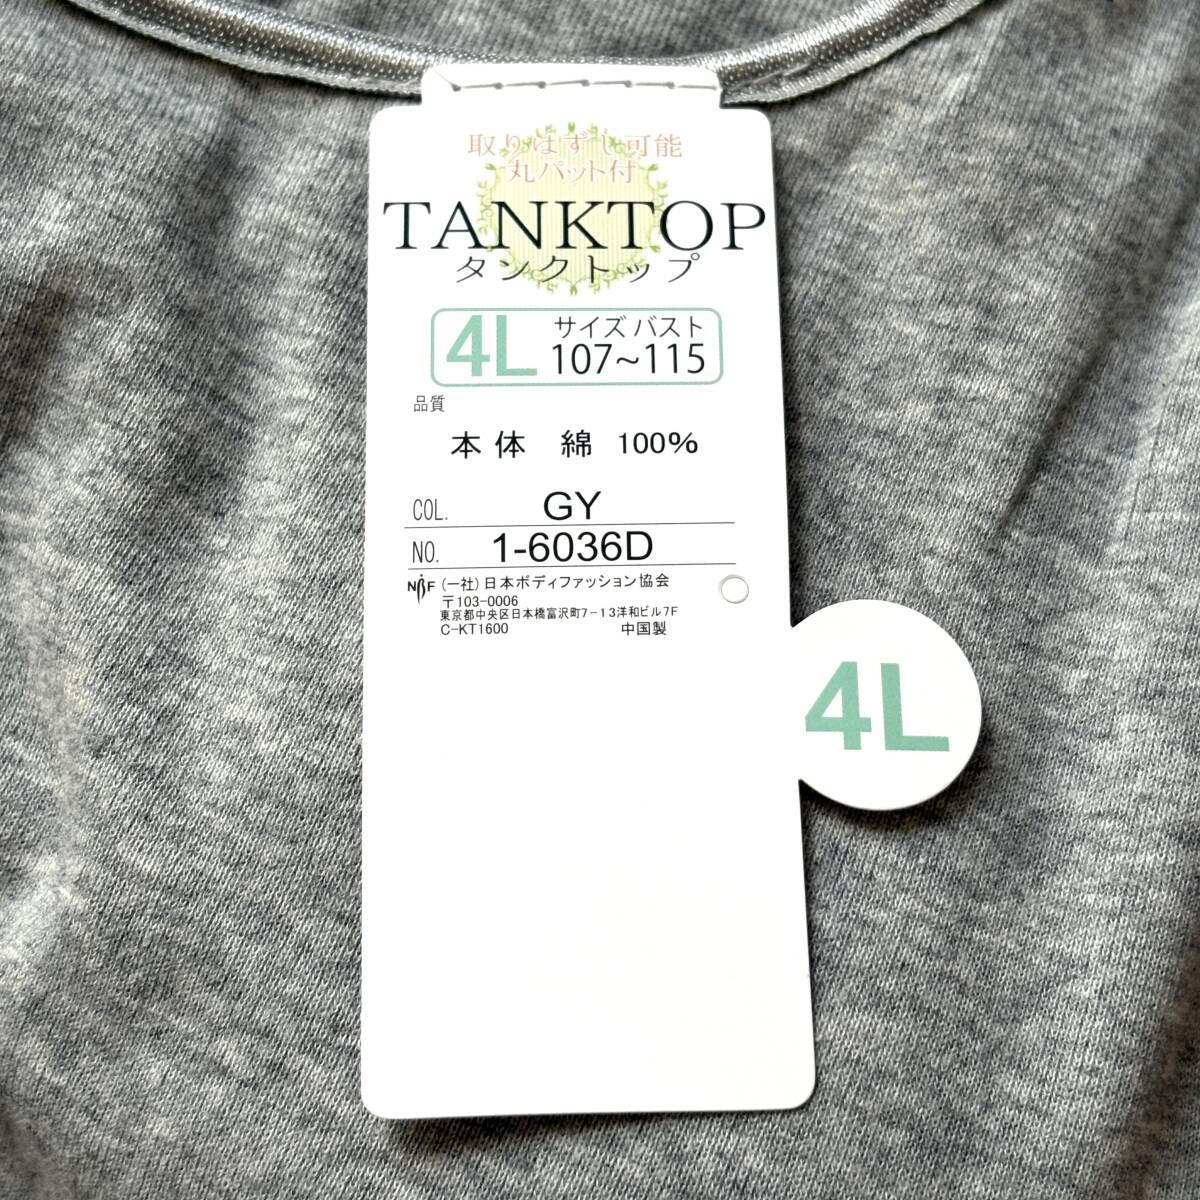 取りはずし可能
丸パット付
TANKTOP
タンクトップ
4L サイズ バスト
107~115
品質
本体 綿 100%
COL. GY
NO. 1-6036D
NBF (一社)日本ボディファッション協会
〒103-0006
東京都中央区日本橋富沢町7-13洋和ビル7F
C-KT1600 中国製
4L